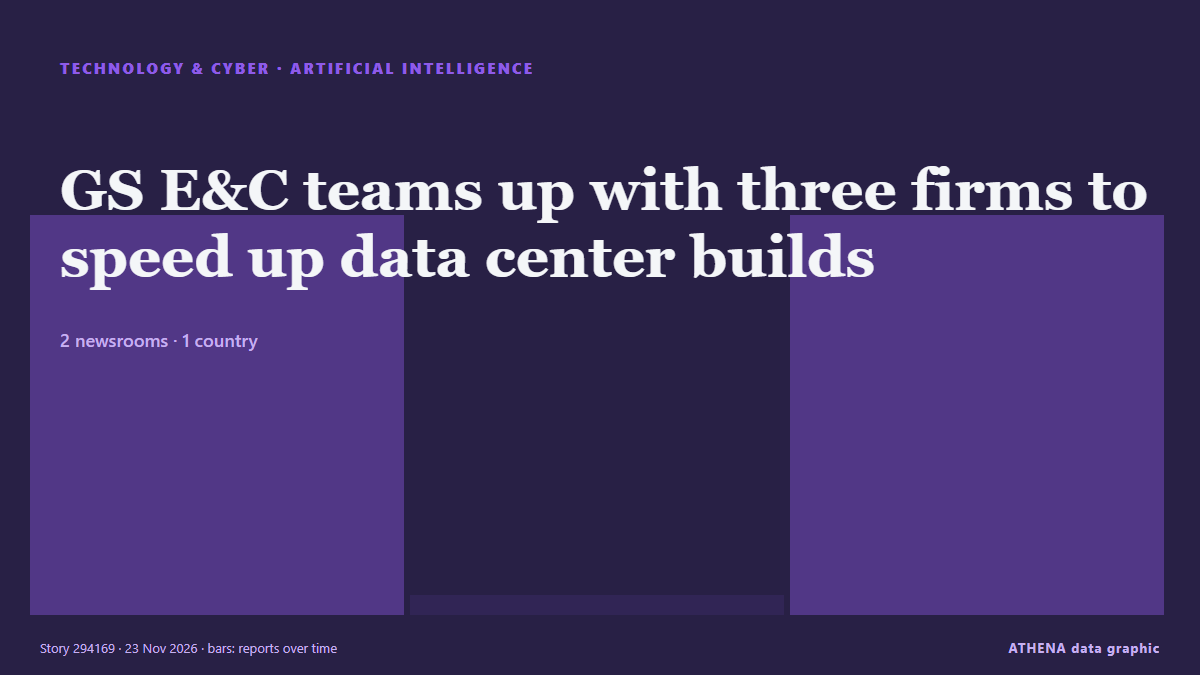 TECHNOLOGY & CYBER · ARTIFICIAL INTELLIGENCE
GS E&C teams up with three firms to
speed up data center builds
2 newsrooms · 1 country
Story 294169 · 23 Nov 2026 · bars: reports over time
ATHENA data graphic